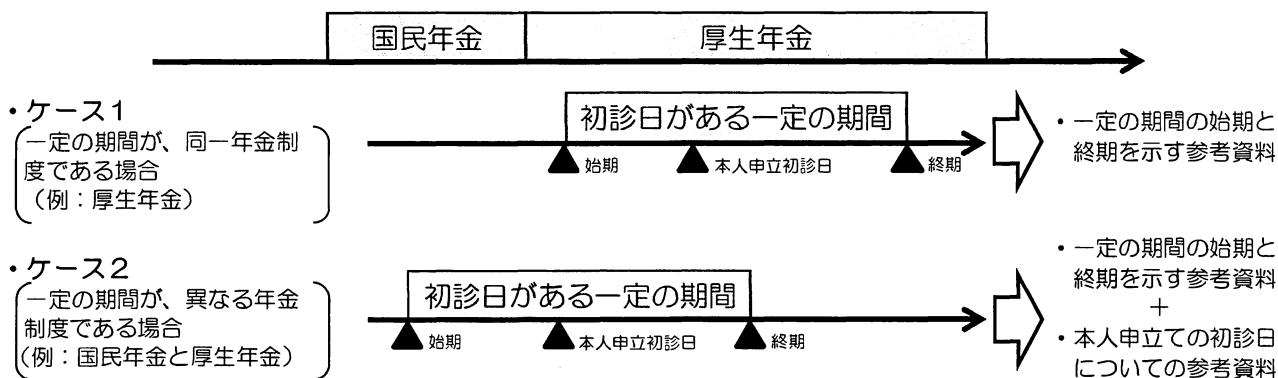 国民年金
厚生年金
・ケース1
一定の期間が、同一年金制
度である場合
(例：厚生年金)
初診日がある一定の期間
始期
本人申立初診日
終期
・一定の期間の始期と
終期を示す参考資料
・ケース2
一定の期間が、異なる年金
制度である場合
(例：国民年金と厚生年金)
初診日がある一定の期間
始期
本人申立初診日
終期
・一定の期間の始期と
終期を示す参考資料
+
・本人申立ての初診日
についての参考資料